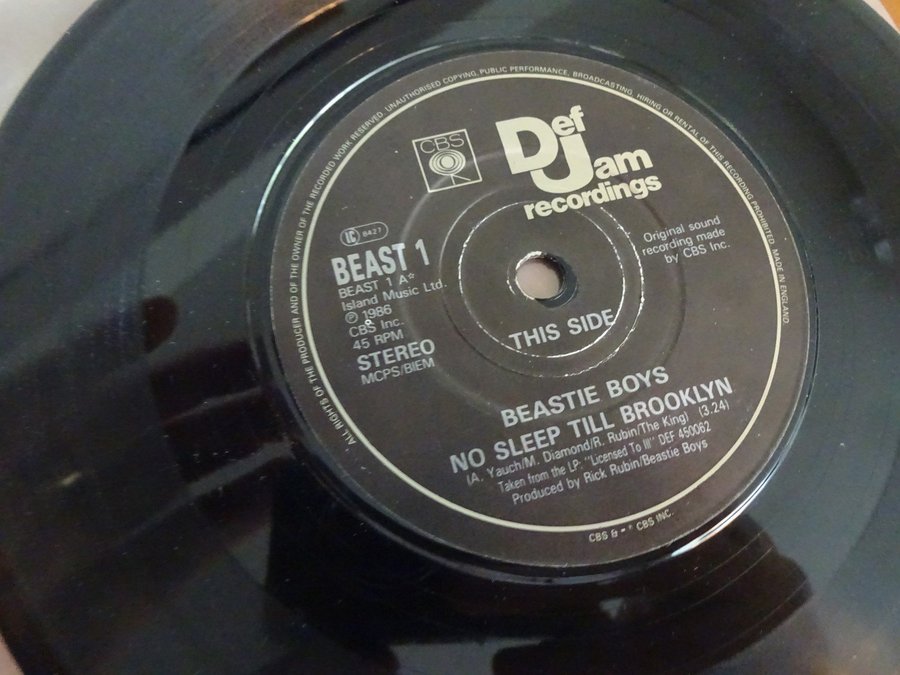 ALL RIGHTS OF THE PRODUCER AND OF THE OWNER OF THE RECORDED WORK RESERVED. UNAUTHORISED COPYING, PUBLIC PERFORMANCE, BROADCASTING, HIRING OR RENTAL OF THIS RECORDING PROHIBITED. MADE IN ENGLAND.
CBS
Def
Jam
recordings
LC 8427
BEAST 1
BEAST 1 A*
Island Music Ltd.
℗ 1986
CBS Inc.
45 RPM
STEREO
MCPS/BIEM
Original sound
recording made
by CBS Inc.
THIS SIDE
BEASTIE BOYS
NO SLEEP TILL BROOKLYN
(A. Yauch/M. Diamond/R. Rubin/The King) (3.24)
Taken from the LP: "Licensed To Ill" DEF 450062
Produced by Rick Rubin/Beastie Boys
CBS & CBS INC.